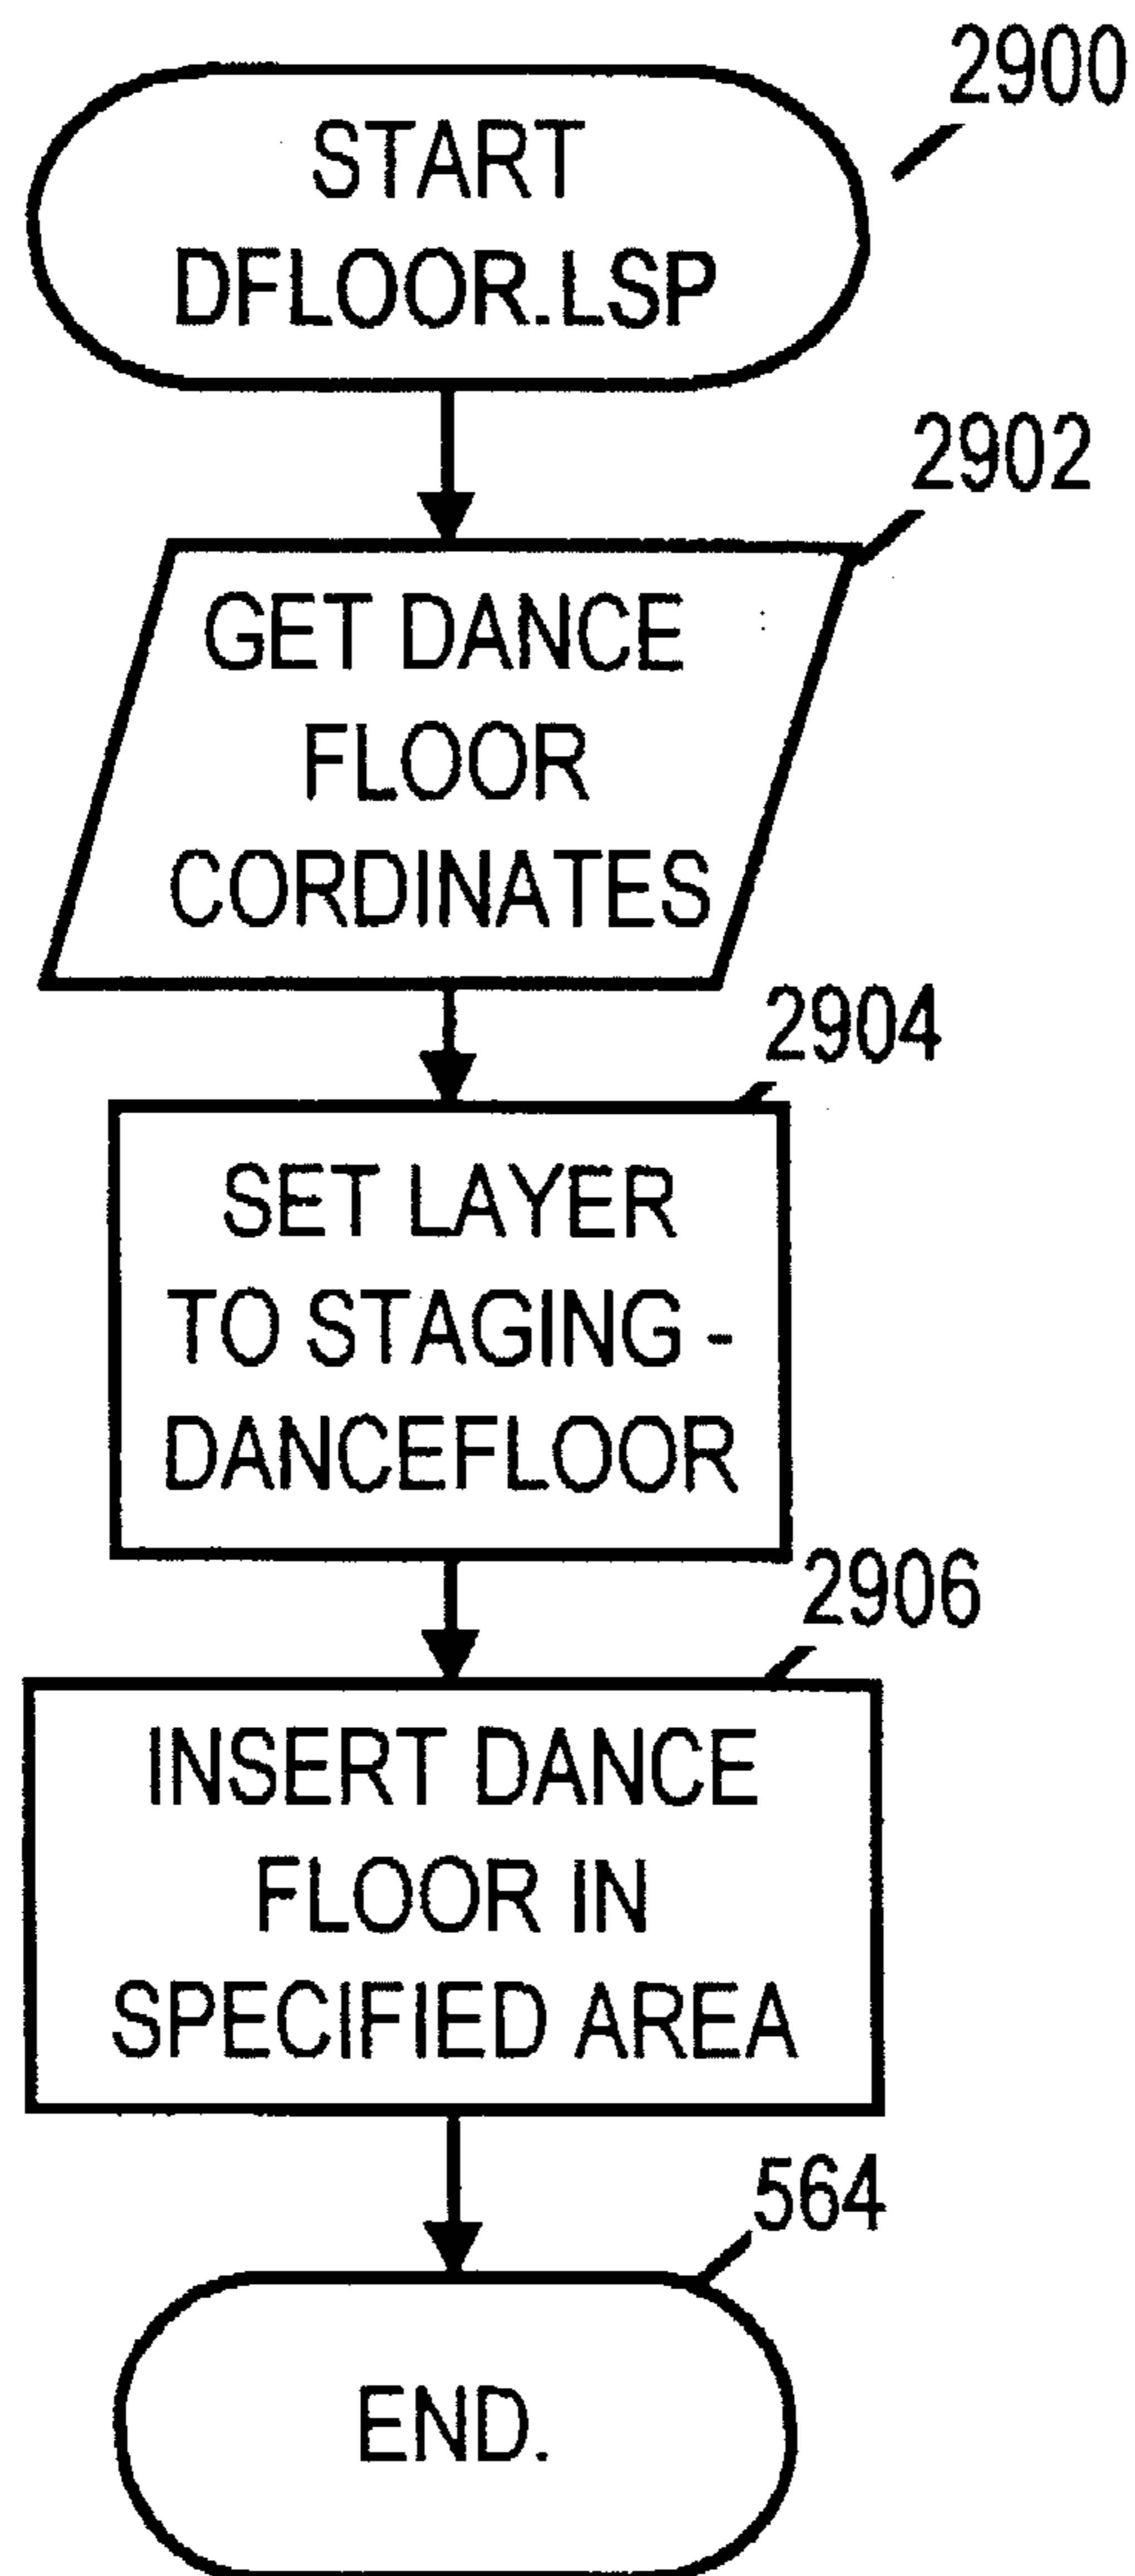 2900
START
DFLOOR.LSP
2902
GET DANCE
FLOOR
CORDINATES
2904
SET LAYER
TO STAGING -
DANCEFLOOR
2906
INSERT DANCE
FLOOR IN
SPECIFIED AREA
564
END.